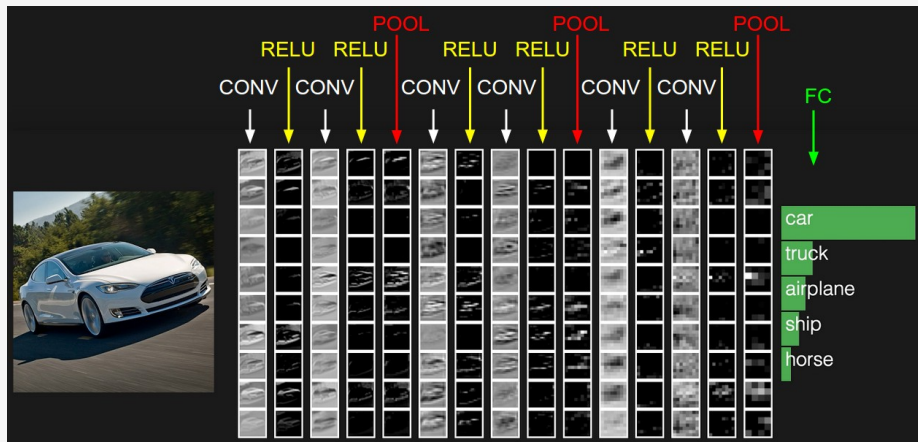 POOL POOL POOL
RELU RELU RELU RELU RELU RELU
CONV CONV CONV CONV CONV CONV
FC
car
truck
airplane
ship
horse